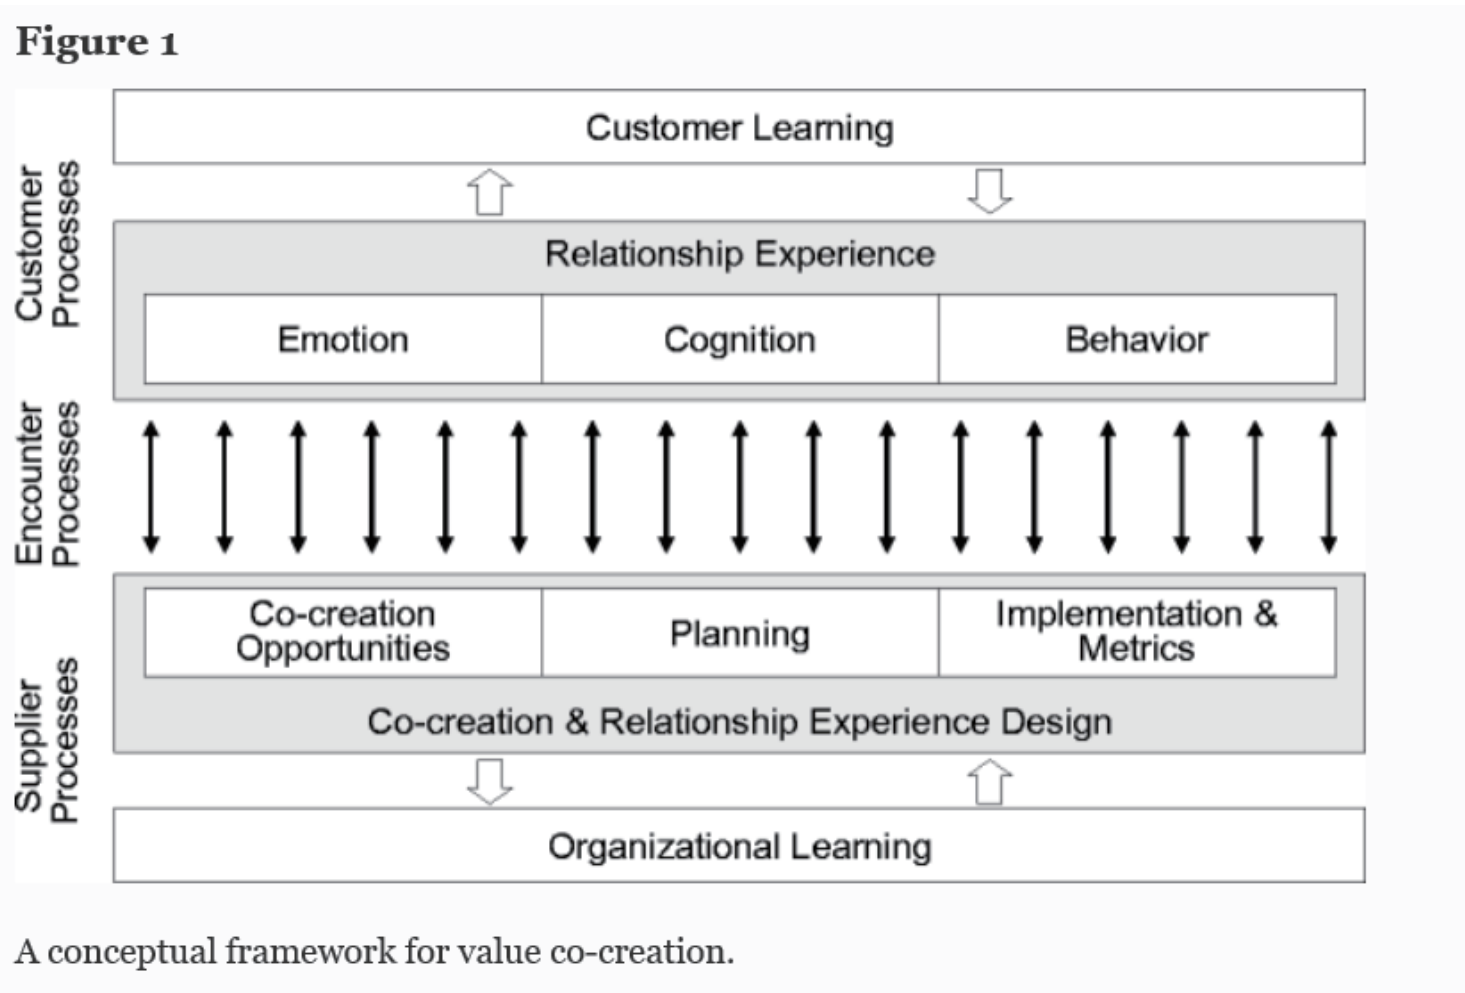 Figure 1
Customer Learning
Customer
Processes
Relationship Experience
Emotion
Cognition
Behavior
Encounter
Processes
Co-creation
Opportunities
Planning
Implementation &
Metrics
Supplier
Processes
Co-creation & Relationship Experience Design
Organizational Learning
A conceptual framework for value co-creation.